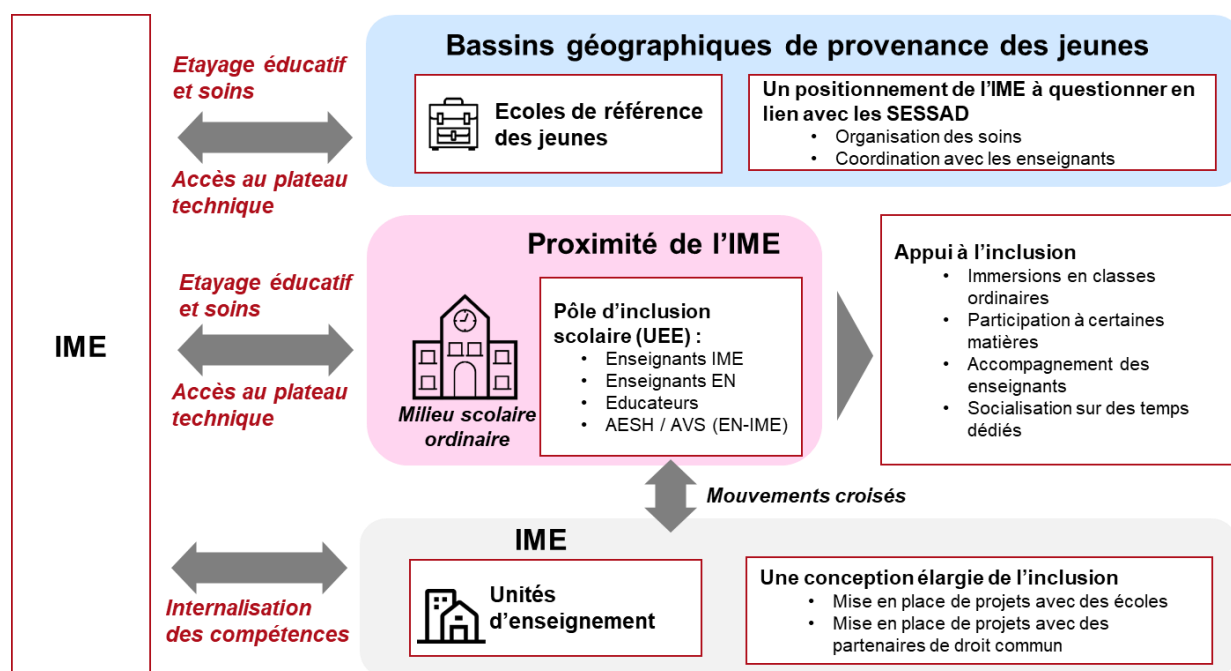 IME
Etayage éducatif
et soins
Accès au plateau
technique
Bassins géographiques de provenance des jeunes
Ecoles de référence
des jeunes
Un positionnement de l'IME à questionner en
lien avec les SESSAD
• Organisation des soins
• Coordination avec les enseignants
Etayage éducatif
et soins
Accès au plateau
technique
Proximité de l'IME
Milieu scolaire
ordinaire
Pôle d'inclusion
scolaire (UEE) :
• Enseignants IME
• Enseignants EN
• Educateurs
• AESH / AVS (EN-IME)
Appui à l'inclusion
• Immersions en classes
ordinaires
• Participation à certaines
matières
• Accompagnement des
enseignants
• Socialisation sur des temps
dédiés
Mouvements croisés
Internalisation
des compétences
IME
Unités
d'enseignement
Une conception élargie de l'inclusion
• Mise en place de projets avec des écoles
• Mise en place de projets avec des
partenaires de droit commun